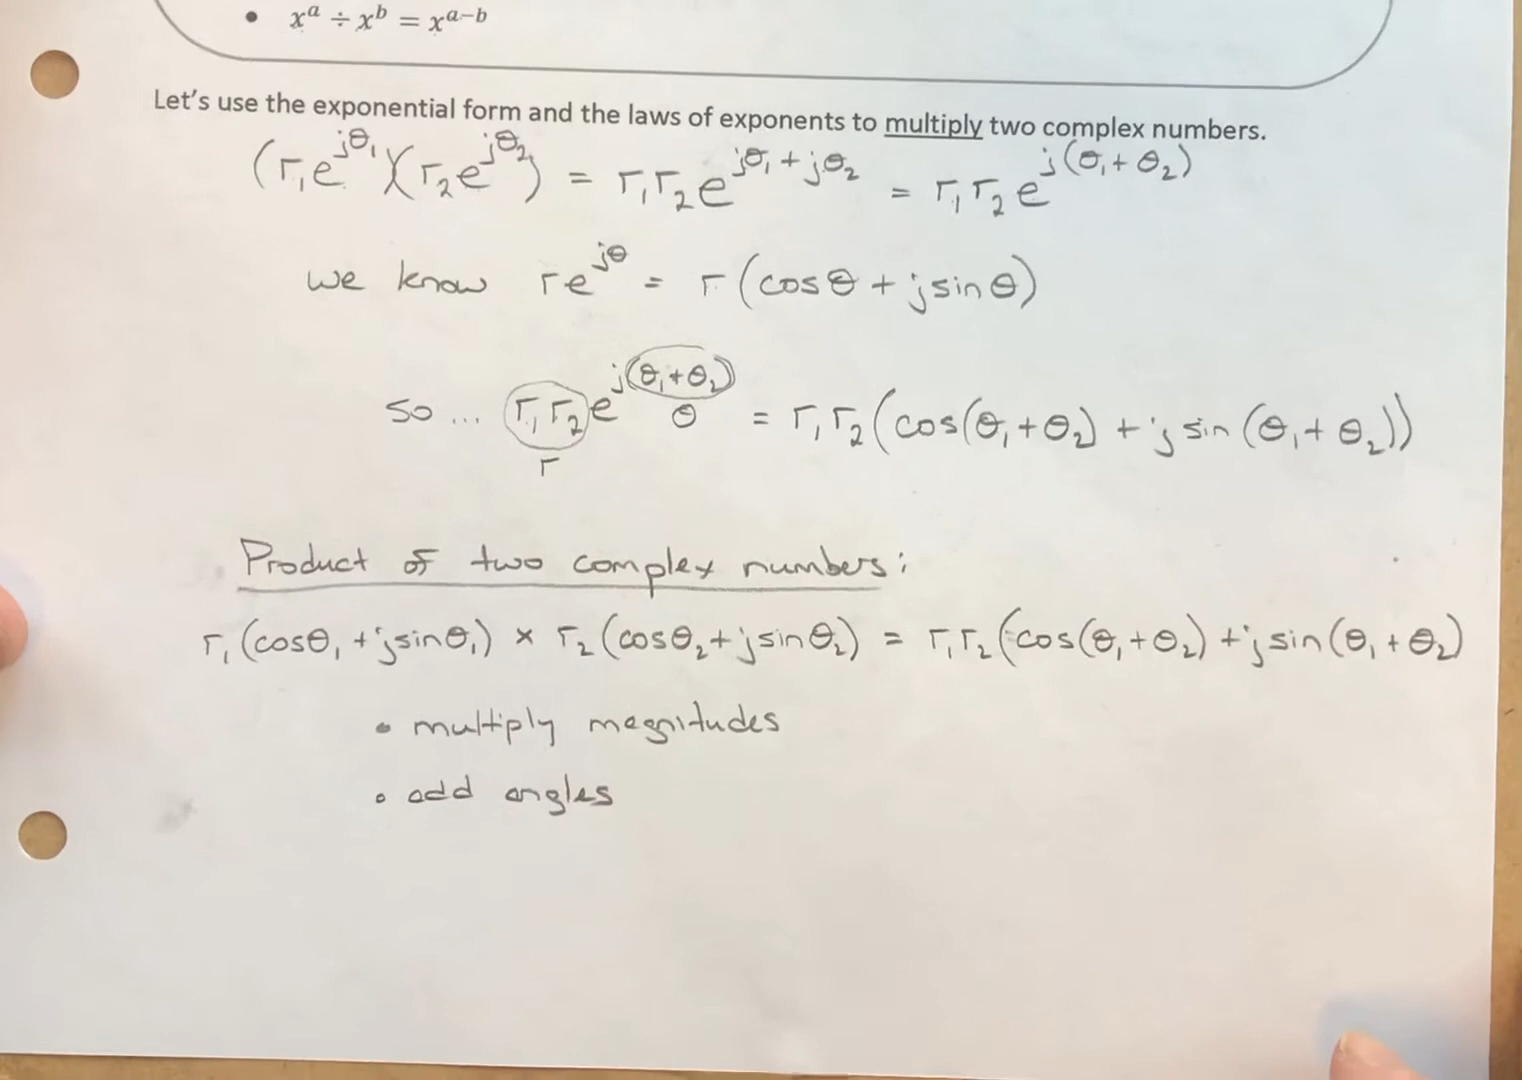 • xᵃ ÷ xᵇ = xᵃ⁻ᵇ
Let's use the exponential form and the laws of exponents to multiply two complex numbers.
(r₁e^{jθ₁})(r₂e^{jθ₂}) = r₁r₂e^{jθ₁+jθ₂} = r₁r₂e^{j(θ₁+θ₂)}
we know re^{jθ} = r(cosθ + jsinθ)
so... r₁r₂e^{j(θ₁+θ₂)} = r₁r₂(cos(θ₁+θ₂) + j sin(θ₁+θ₂))
r θ
Product of two complex numbers:
r₁(cosθ₁ + jsinθ₁) × r₂(cosθ₂ + jsinθ₂) = r₁r₂(cos(θ₁+θ₂) + jsin(θ₁+θ₂)
• multiply magnitudes
• add angles